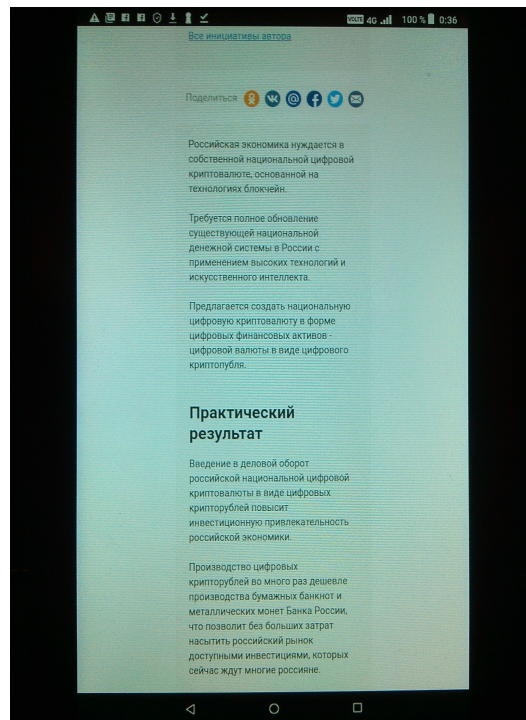 VOLTE 4G 100 % 0:36
Все инициативы автора
Поделиться
Российская экономика нуждается в
собственной национальной цифровой
криптовалюте, основанной на
технологиях блокчейн.
Требуется полное обновление
существующей национальной
денежной системы в России с
применением высоких технологий и
искусственного интеллекта.
Предлагается создать национальную
цифровую криптовалюту в форме
цифровых финансовых активов -
цифровой валюты в виде цифрового
криптопубля.
Практический
результат
Введение в деловой оборот
российской национальной цифровой
криптовалюты в виде цифровых
крипторублей повысит
инвестиционную привлекательность
российской экономики.
Производство цифровых
крипторублей во много раз дешевле
производства бумажных банкнот и
металлических монет Банка России,
что позволит без больших затрат
насытить российский рынок
доступными инвестициями, которых
сейчас ждут многие россияне.